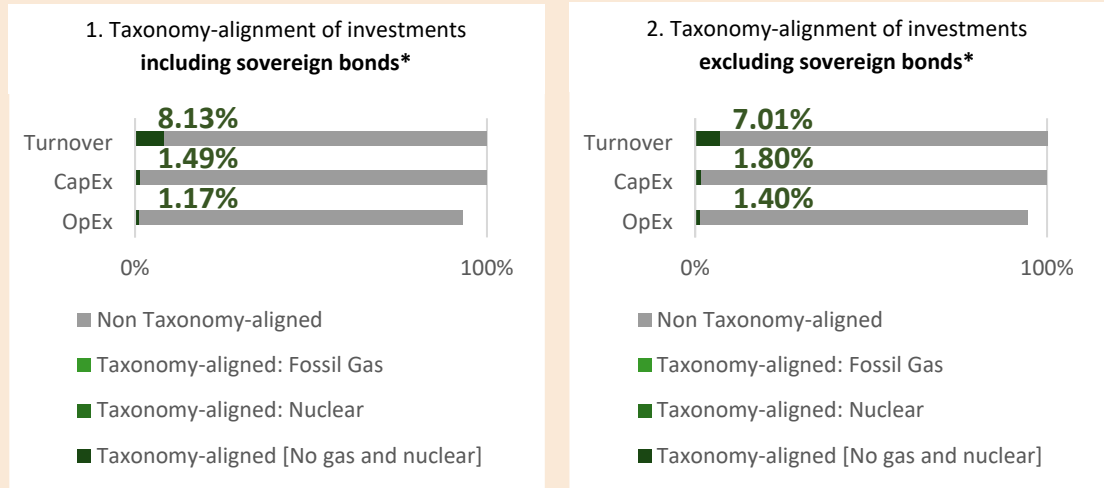 1. Taxonomy-alignment of investments
including sovereign bonds*
8.13%
Turnover
1.49%
CapEx
1.17%
OpEx
0%
100%
Non Taxonomy-aligned
Taxonomy-aligned: Fossil Gas
Taxonomy-aligned: Nuclear
Taxonomy-aligned [No gas and nuclear]
2. Taxonomy-alignment of investments
excluding sovereign bonds*
7.01%
Turnover
1.80%
CapEx
1.40%
OpEx
0%
100%
Non Taxonomy-aligned
Taxonomy-aligned: Fossil Gas
Taxonomy-aligned: Nuclear
Taxonomy-aligned [No gas and nuclear]